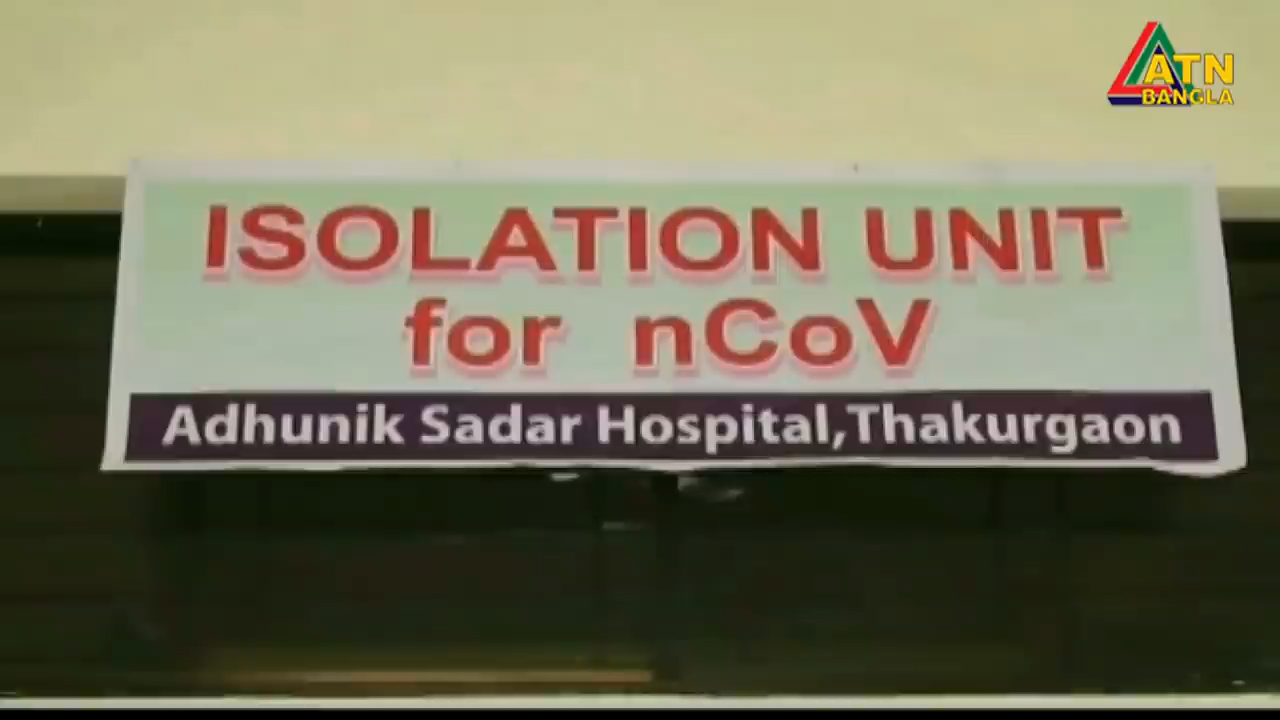 ATN
BANGLA
ISOLATION UNIT
for nCoV
Adhunik Sadar Hospital,Thakurgaon